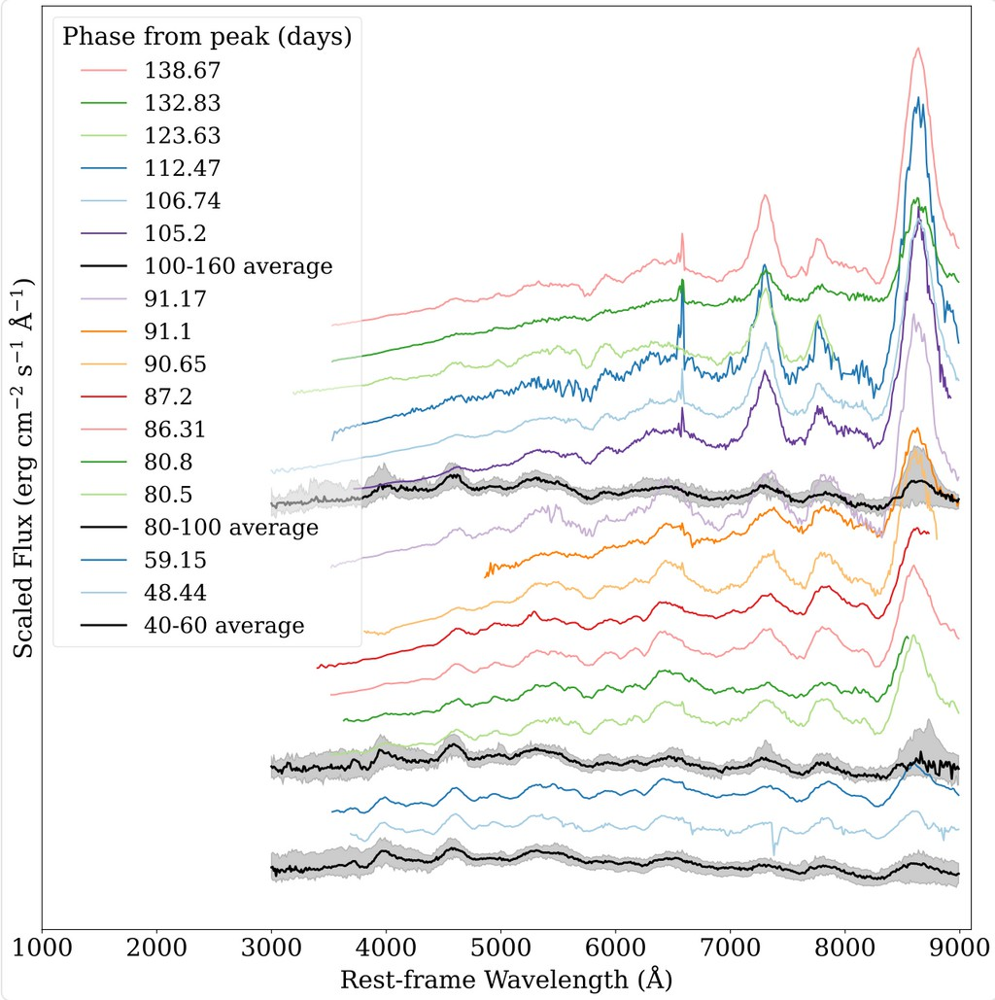 Phase from peak (days)
138.67
132.83
123.63
112.47
106.74
105.2
100-160 average
91.17
91.1
90.65
87.2
86.31
80.8
80.5
80-100 average
59.15
48.44
40-60 average
Scaled Flux (erg cm⁻² s⁻¹ Å⁻¹)
1000 2000 3000 4000 5000 6000 7000 8000 9000
Rest-frame Wavelength (Å)